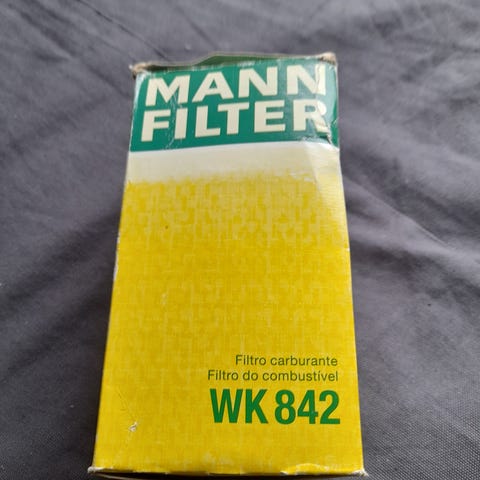 MANN
FILTER
Filtro carburante
Filtro do combustível
WK 842